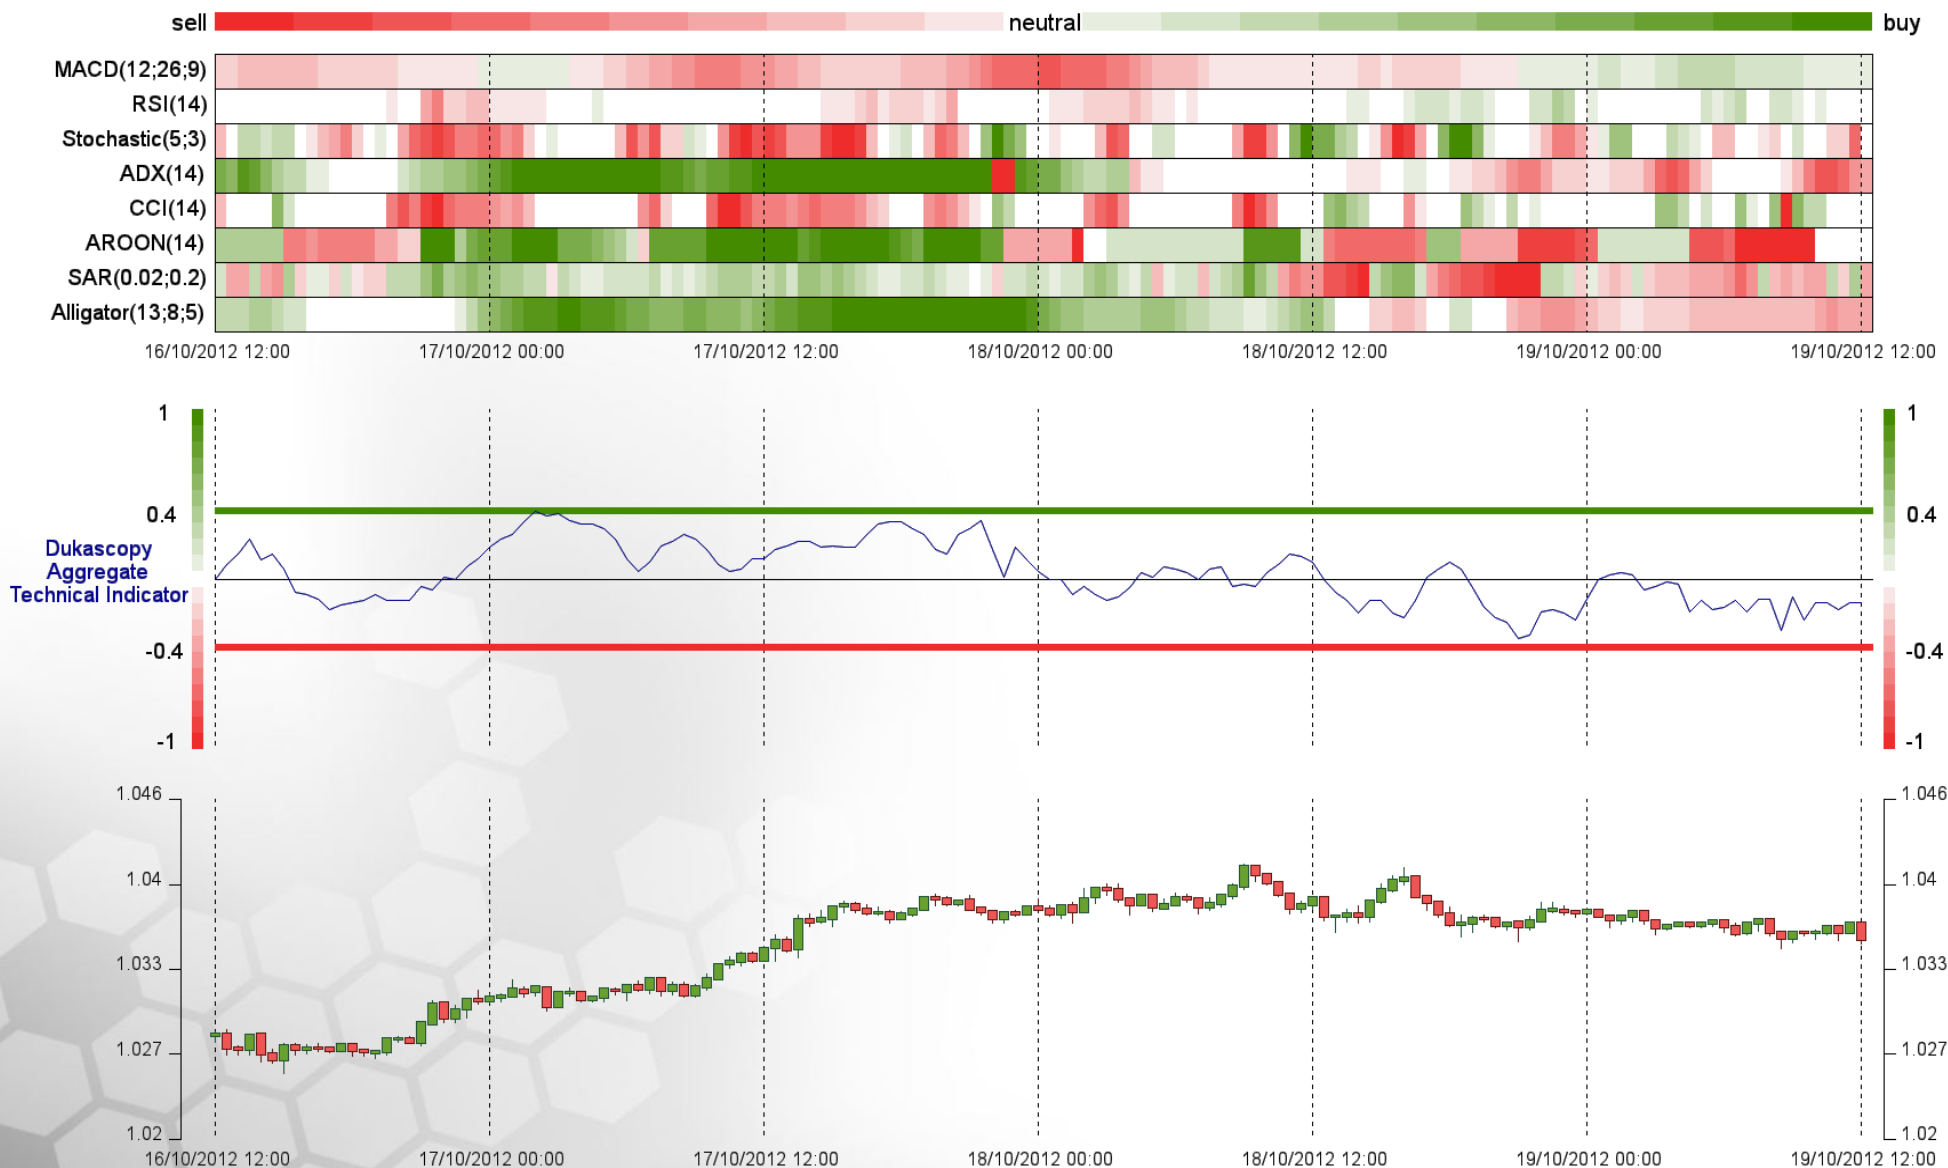 sell neutral buy
MACD(12;26;9)
RSI(14)
Stochastic(5;3)
ADX(14)
CCI(14)
AROON(14)
SAR(0.02;0.2)
Alligator(13;8;5)
16/10/2012 12:00 17/10/2012 00:00 17/10/2012 12:00 18/10/2012 00:00 18/10/2012 12:00 19/10/2012 00:00 19/10/2012 12:00
1 1
0.4 0.4
Dukascopy
Aggregate
Technical Indicator
-0.4 -0.4
-1 -1
1.046 1.046
1.04 1.04
1.033 1.033
1.027 1.027
1.02 1.02
16/10/2012 12:00 17/10/2012 00:00 17/10/2012 12:00 18/10/2012 00:00 18/10/2012 12:00 19/10/2012 00:00 19/10/2012 12:00